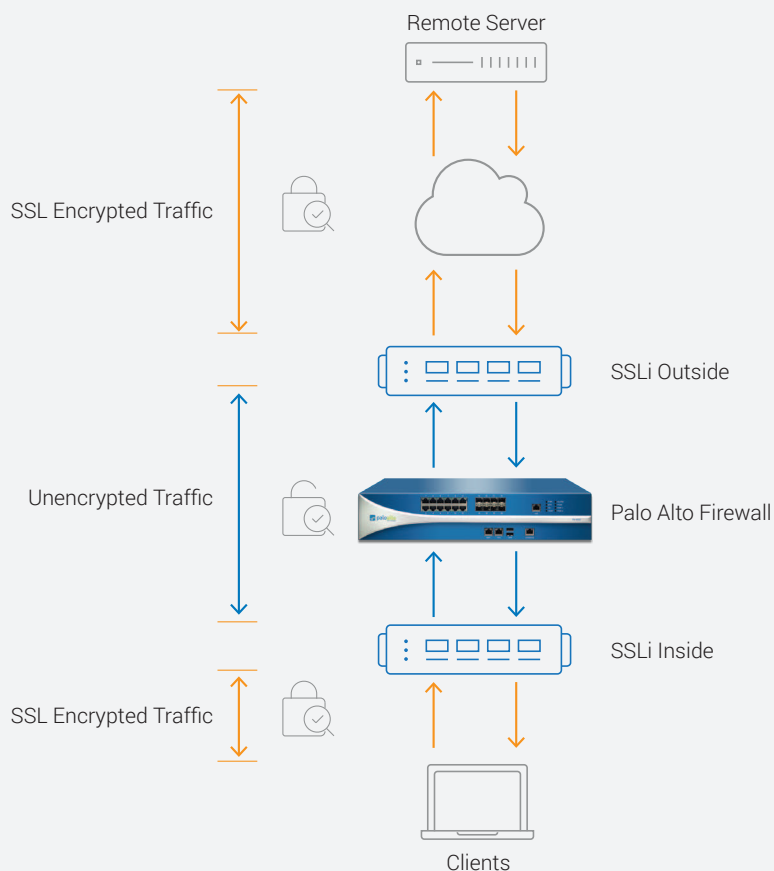 Remote Server
SSL Encrypted Traffic
SSLi Outside
Unencrypted Traffic
Palo Alto Firewall
SSLi Inside
SSL Encrypted Traffic
Clients